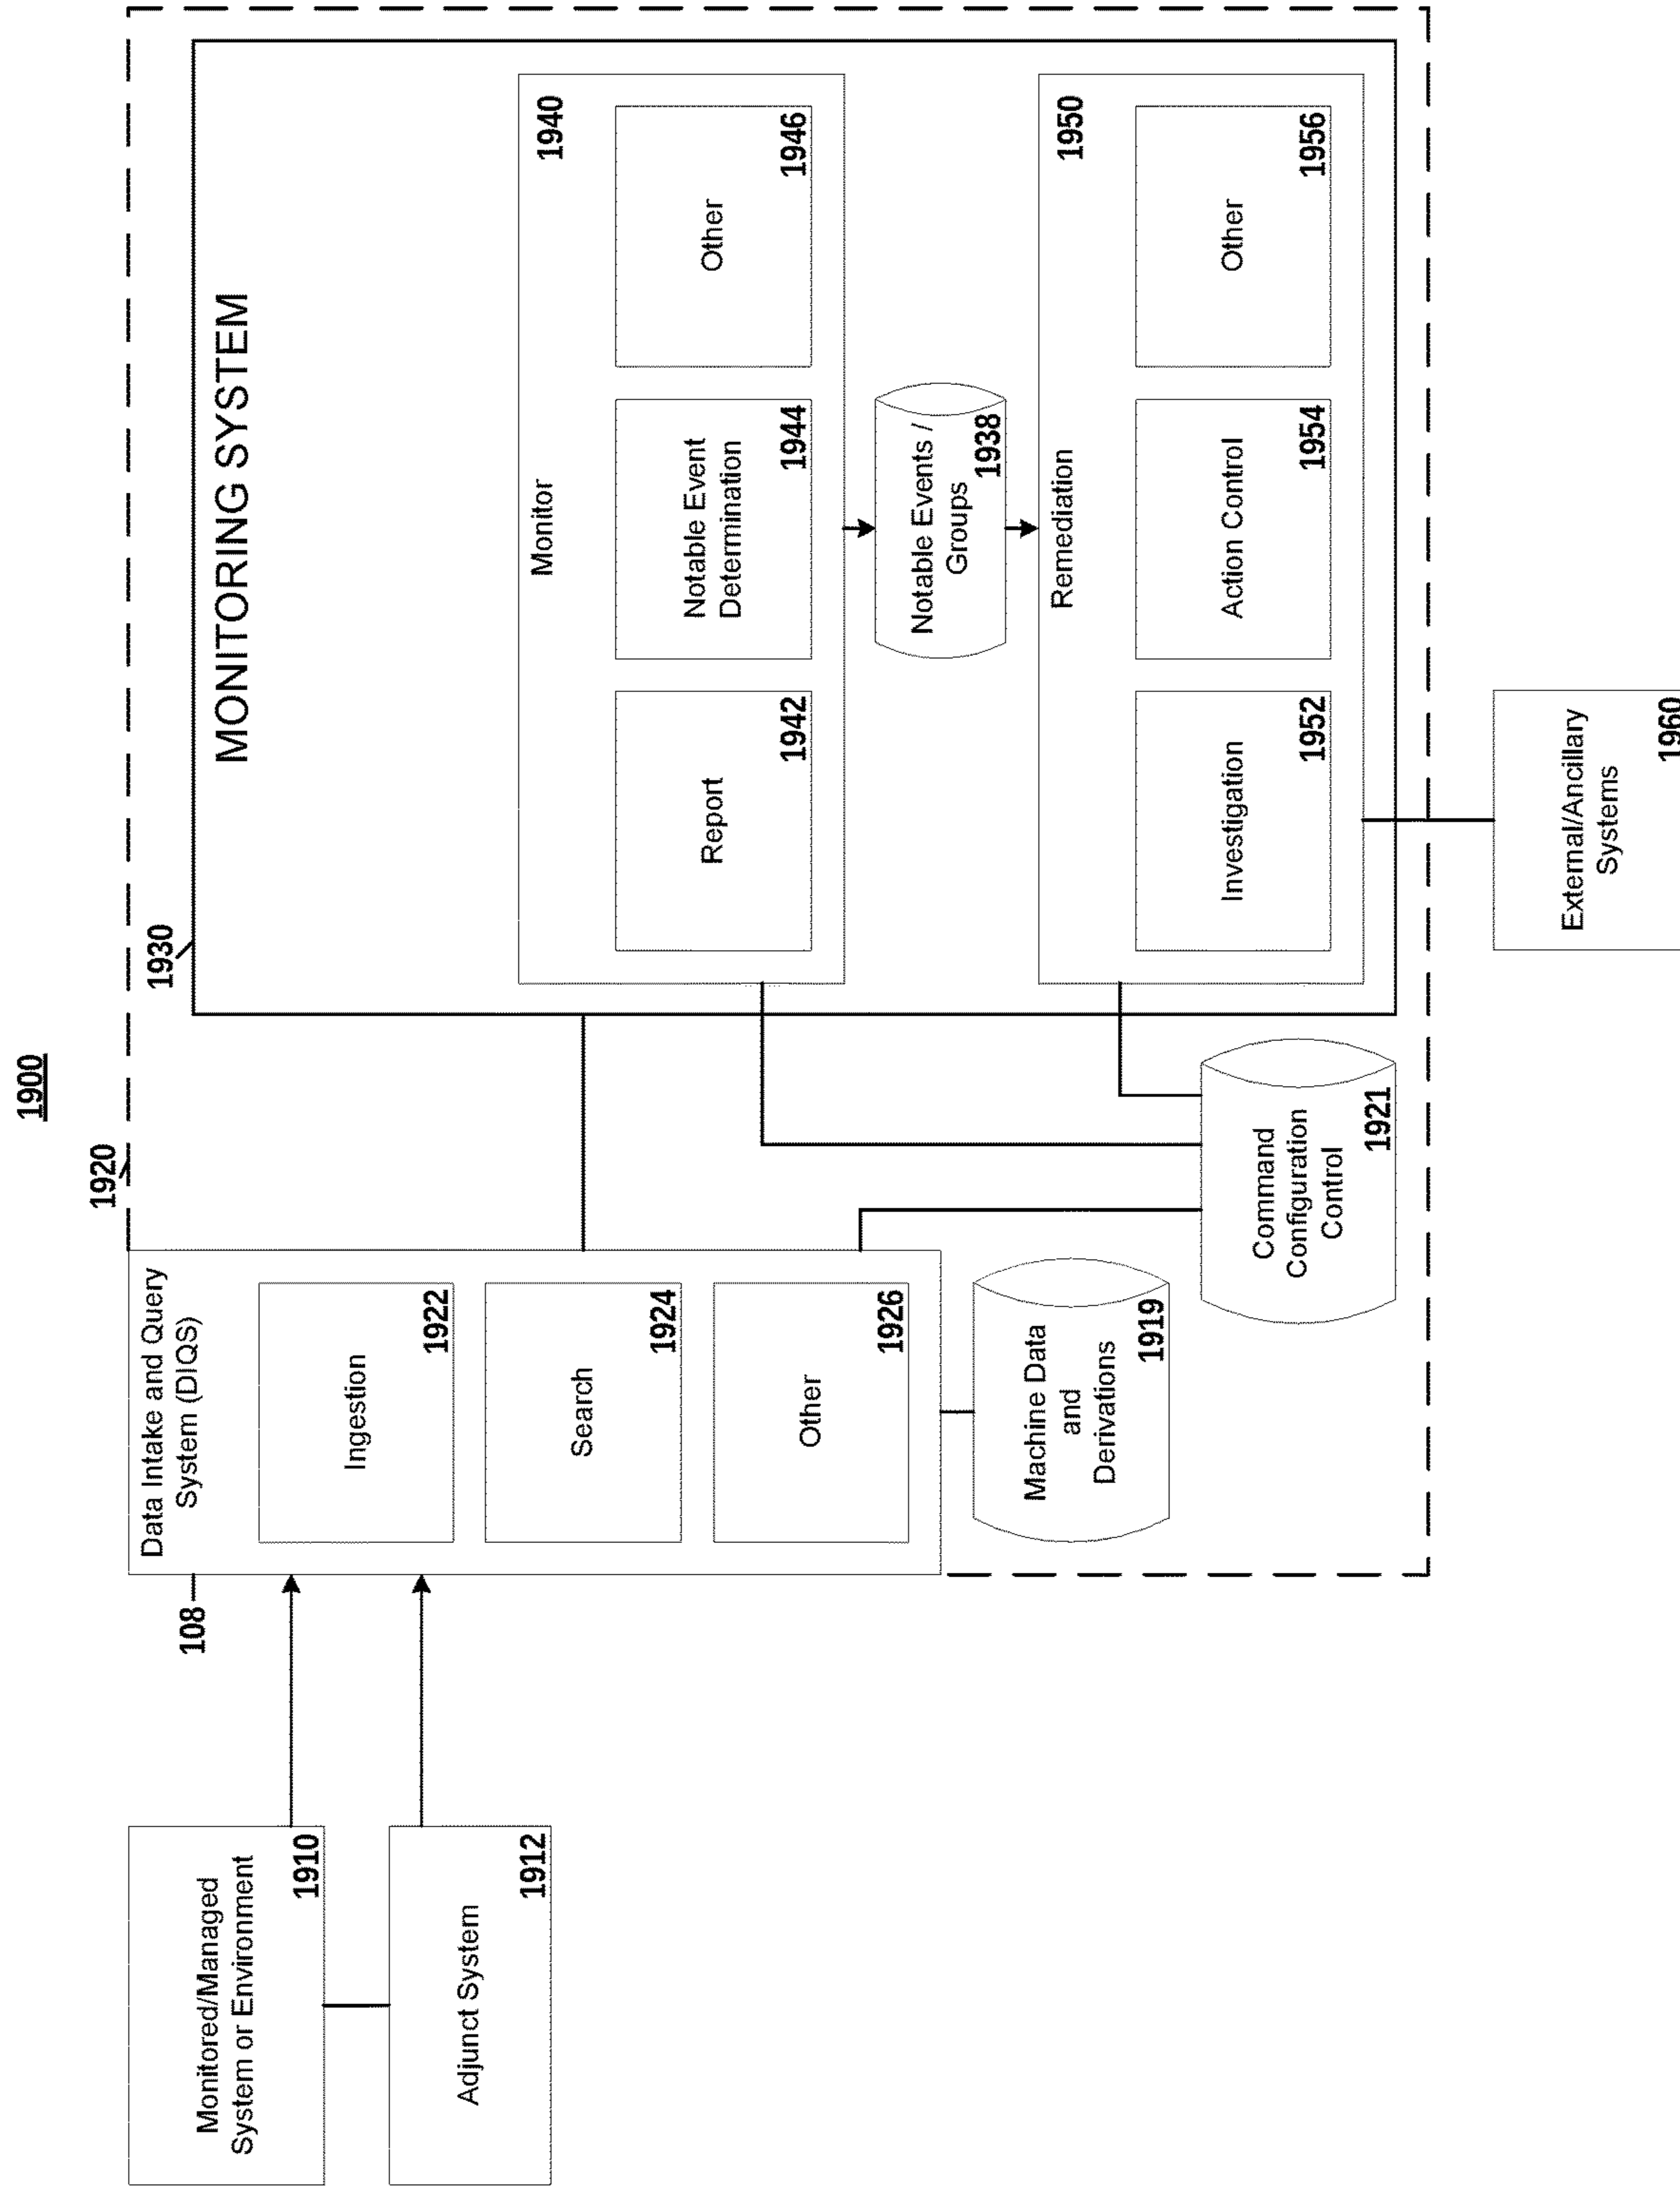 1900
1920
1930
MONITORING SYSTEM
Monitored/Managed
System or Environment
1910
Adjunct System
1912
108
Data Intake and Query
System (DIQS)
Ingestion
1922
Search
1924
Other
1926
Machine Data
and
Derivations
1919
Command
Configuration
Control
1921
Monitor
1940
Report
1942
Notable Event
Determination
1944
Other
1946
Notable Events /
Groups
1938
Remediation
1950
Investigation
1952
Action Control
1954
Other
1956
External/Ancillary
Systems
1960